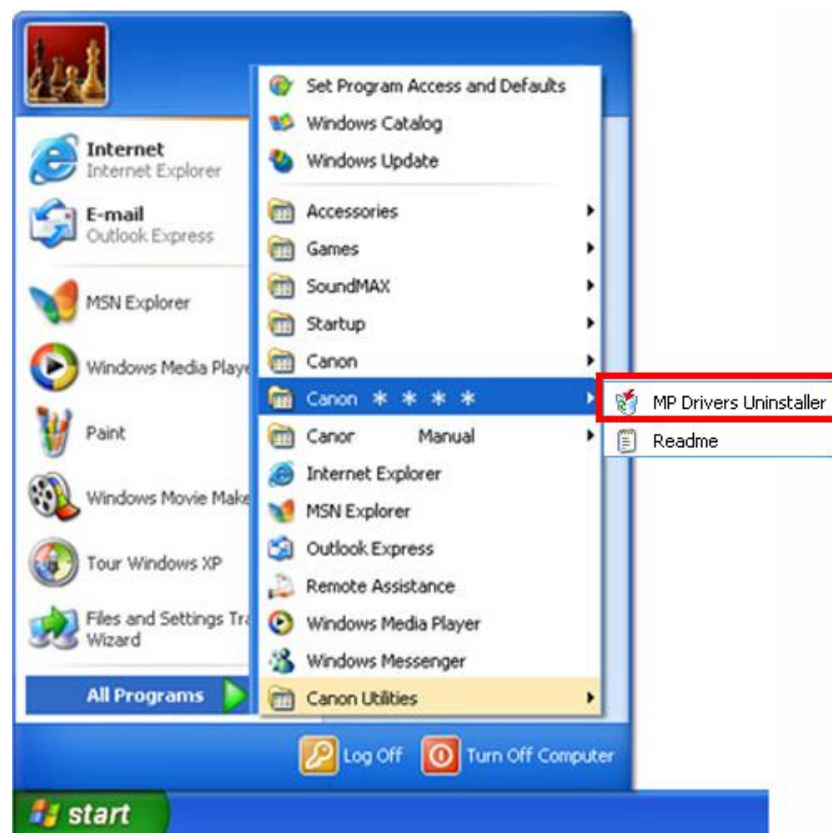 Internet
Internet Explorer
E-mail
Outlook Express
MSN Explorer
Windows Media Playe
Paint
Windows Movie Make
Tour Windows XP
Files and Settings Tra
Wizard
All Programs
Set Program Access and Defaults
Windows Catalog
Windows Update
Accessories
Games
SoundMAX
Startup
Canon
Canon * * * *
Canor Manual
Internet Explorer
MSN Explorer
Outlook Express
Remote Assistance
Windows Media Player
Windows Messenger
Canon Utilities
MP Drivers Uninstaller
Readme
Log Off
Turn Off Computer
start